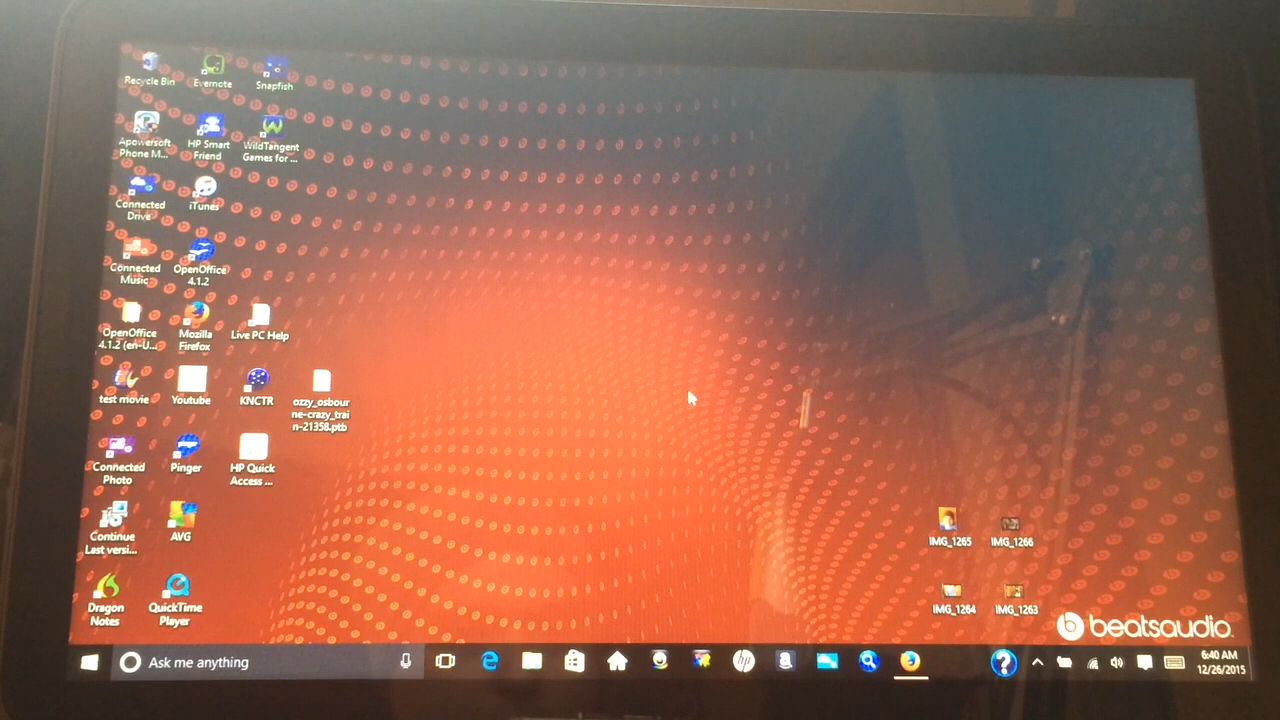 Recycle Bin
Evernote
Snapfish
Apowersoft
Phone M...
HP Smart
Friend
WildTangent
Games for ...
Connected
Drive
iTunes
Connected
Music
OpenOffice
4.1.2
OpenOffice
4.1.2 (en-U...
Mozilla
Firefox
Live PC Help
test movie
Youtube
KNCTR
ozzy_osbour
ne-crazy_trai
n-21358.ptb
Connected
Photo
Pinger
HP Quick
Access ...
Continue
Last versi...
AVG
Dragon
Notes
QuickTime
Player
IMG_1265
IMG_1266
IMG_1264
IMG_1263
beatsaudio
Ask me anything
hp
?
6:40 AM
12/26/2015